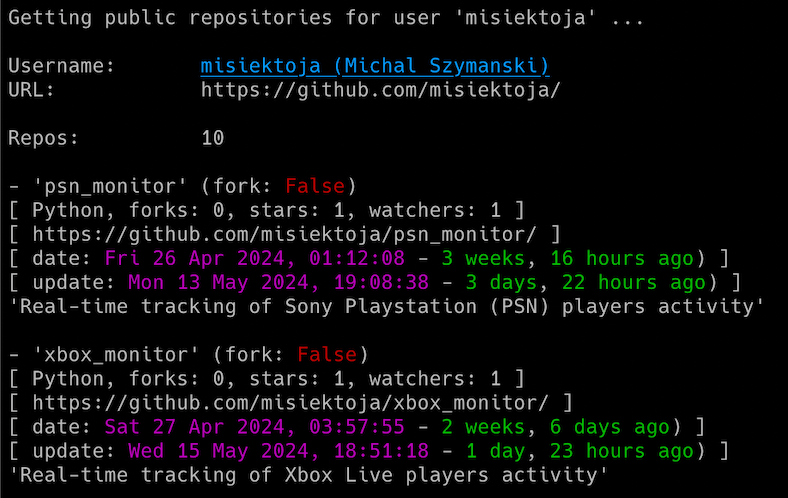 Getting public repositories for user 'misiektoja' ...
Username: misiektoja (Michal Szymanski)
URL: https://github.com/misiektoja/
Repos: 10
- 'psn_monitor' (fork: False)
[ Python, forks: 0, stars: 1, watchers: 1 ]
[ https://github.com/misiektoja/psn_monitor/ ]
[ date: Fri 26 Apr 2024, 01:12:08 - 3 weeks, 16 hours ago) ]
[ update: Mon 13 May 2024, 19:08:38 - 3 days, 22 hours ago) ]
'Real-time tracking of Sony Playstation (PSN) players activity'
- 'xbox_monitor' (fork: False)
[ Python, forks: 0, stars: 1, watchers: 1 ]
[ https://github.com/misiektoja/xbox_monitor/ ]
[ date: Sat 27 Apr 2024, 03:57:55 - 2 weeks, 6 days ago) ]
[ update: Wed 15 May 2024, 18:51:18 - 1 day, 23 hours ago) ]
'Real-time tracking of Xbox Live players activity'